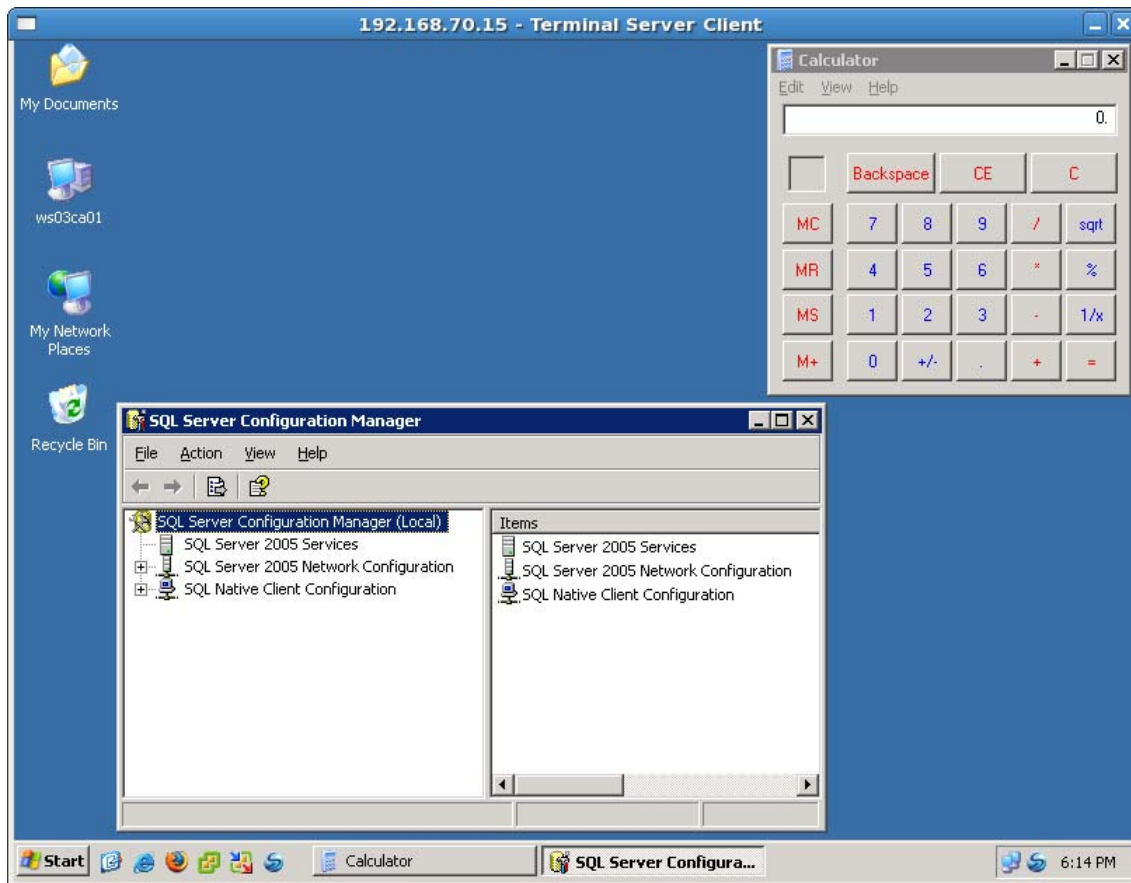 192.168.70.15 - Terminal Server Client
My Documents
ws03ca01
My Network
Places
Recycle Bin
Calculator
Edit View Help
0.
Backspace CE C
MC 7 8 9 / sqrt
MR 4 5 6 * %
MS 1 2 3 - 1/x
M+ 0 +/- . + =
SQL Server Configuration Manager
File Action View Help
SQL Server Configuration Manager (Local)
SQL Server 2005 Services
SQL Server 2005 Network Configuration
SQL Native Client Configuration
Items
SQL Server 2005 Services
SQL Server 2005 Network Configuration
SQL Native Client Configuration
Start Calculator SQL Server Configura... 6:14 PM